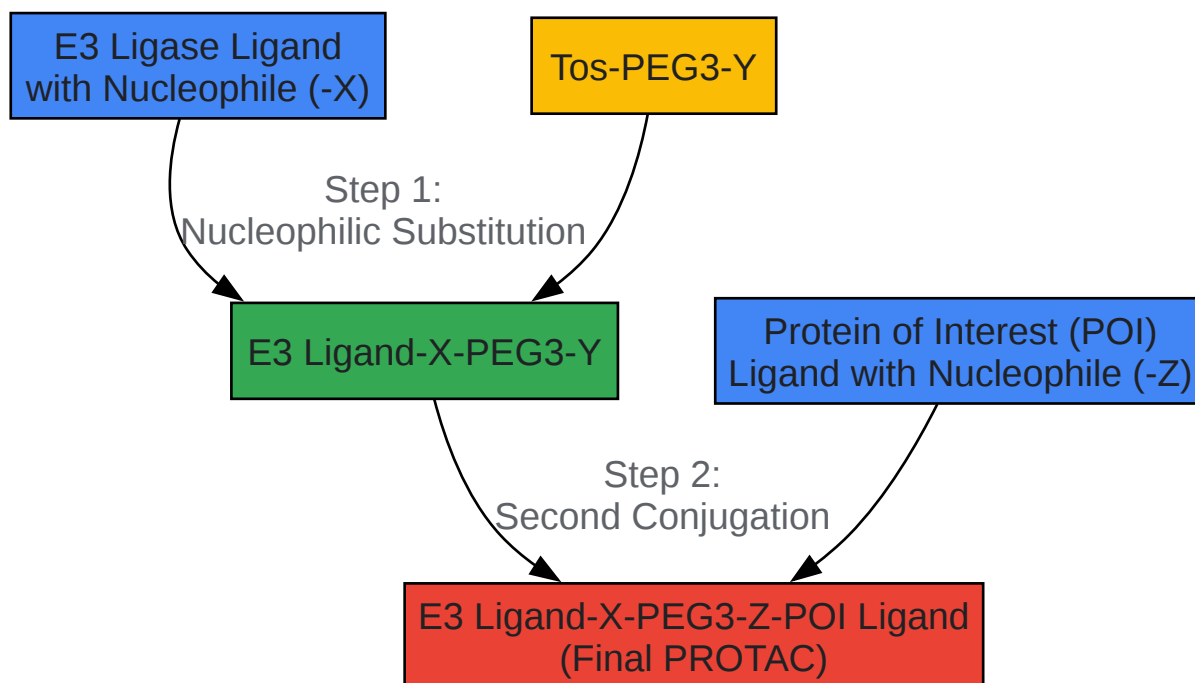 E3 Ligase Ligand
with Nucleophile (-X)
Tos-PEG3-Y
Step 1:
Nucleophilic Substitution
E3 Ligand-X-PEG3-Y
Protein of Interest (POI)
Ligand with Nucleophile (-Z)
Step 2:
Second Conjugation
E3 Ligand-X-PEG3-Z-POI Ligand
(Final PROTAC)